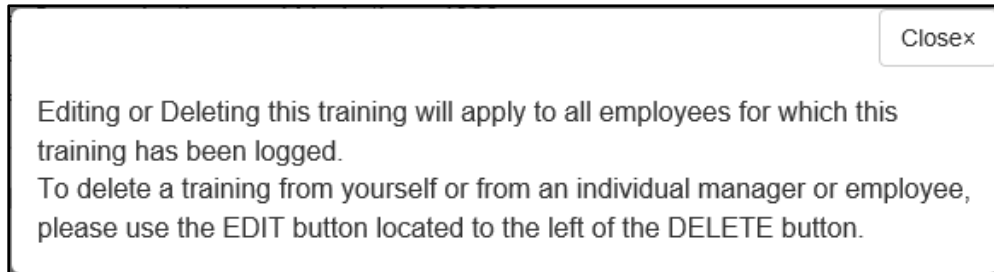 Close×
Editing or Deleting this training will apply to all employees for which this
training has been logged.
To delete a training from yourself or from an individual manager or employee,
please use the EDIT button located to the left of the DELETE button.